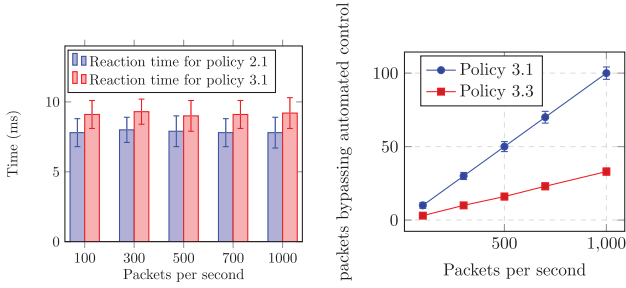 Reaction time for policy 2.1
Reaction time for policy 3.1
Time (ms)
10
5
0
100 300 500 700 1000
Packets per second
packets bypassing automated control
Policy 3.1
Policy 3.3
100
50
0
500 1,000
Packets per second